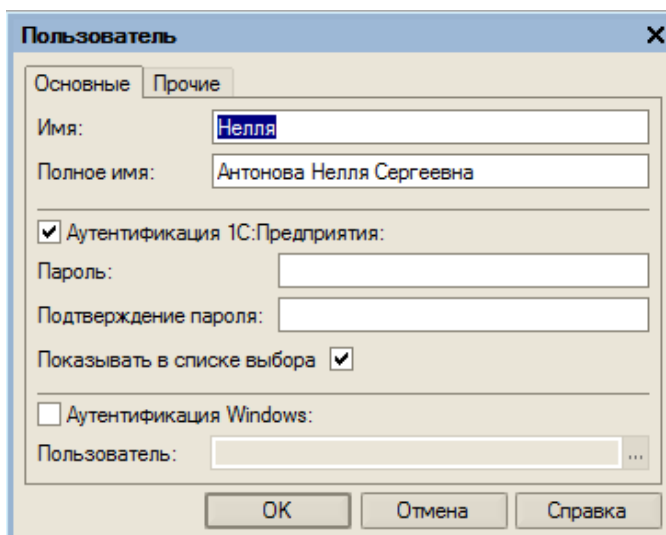 Пользователь
Основные Прочие
Имя: Нелля
Полное имя: Антонова Нелля Сергеевна
Аутентификация 1С:Предприятия:
Пароль:
Подтверждение пароля:
Показывать в списке выбора
Аутентификация Windows:
Пользователь: ...
ОК Отмена Справка